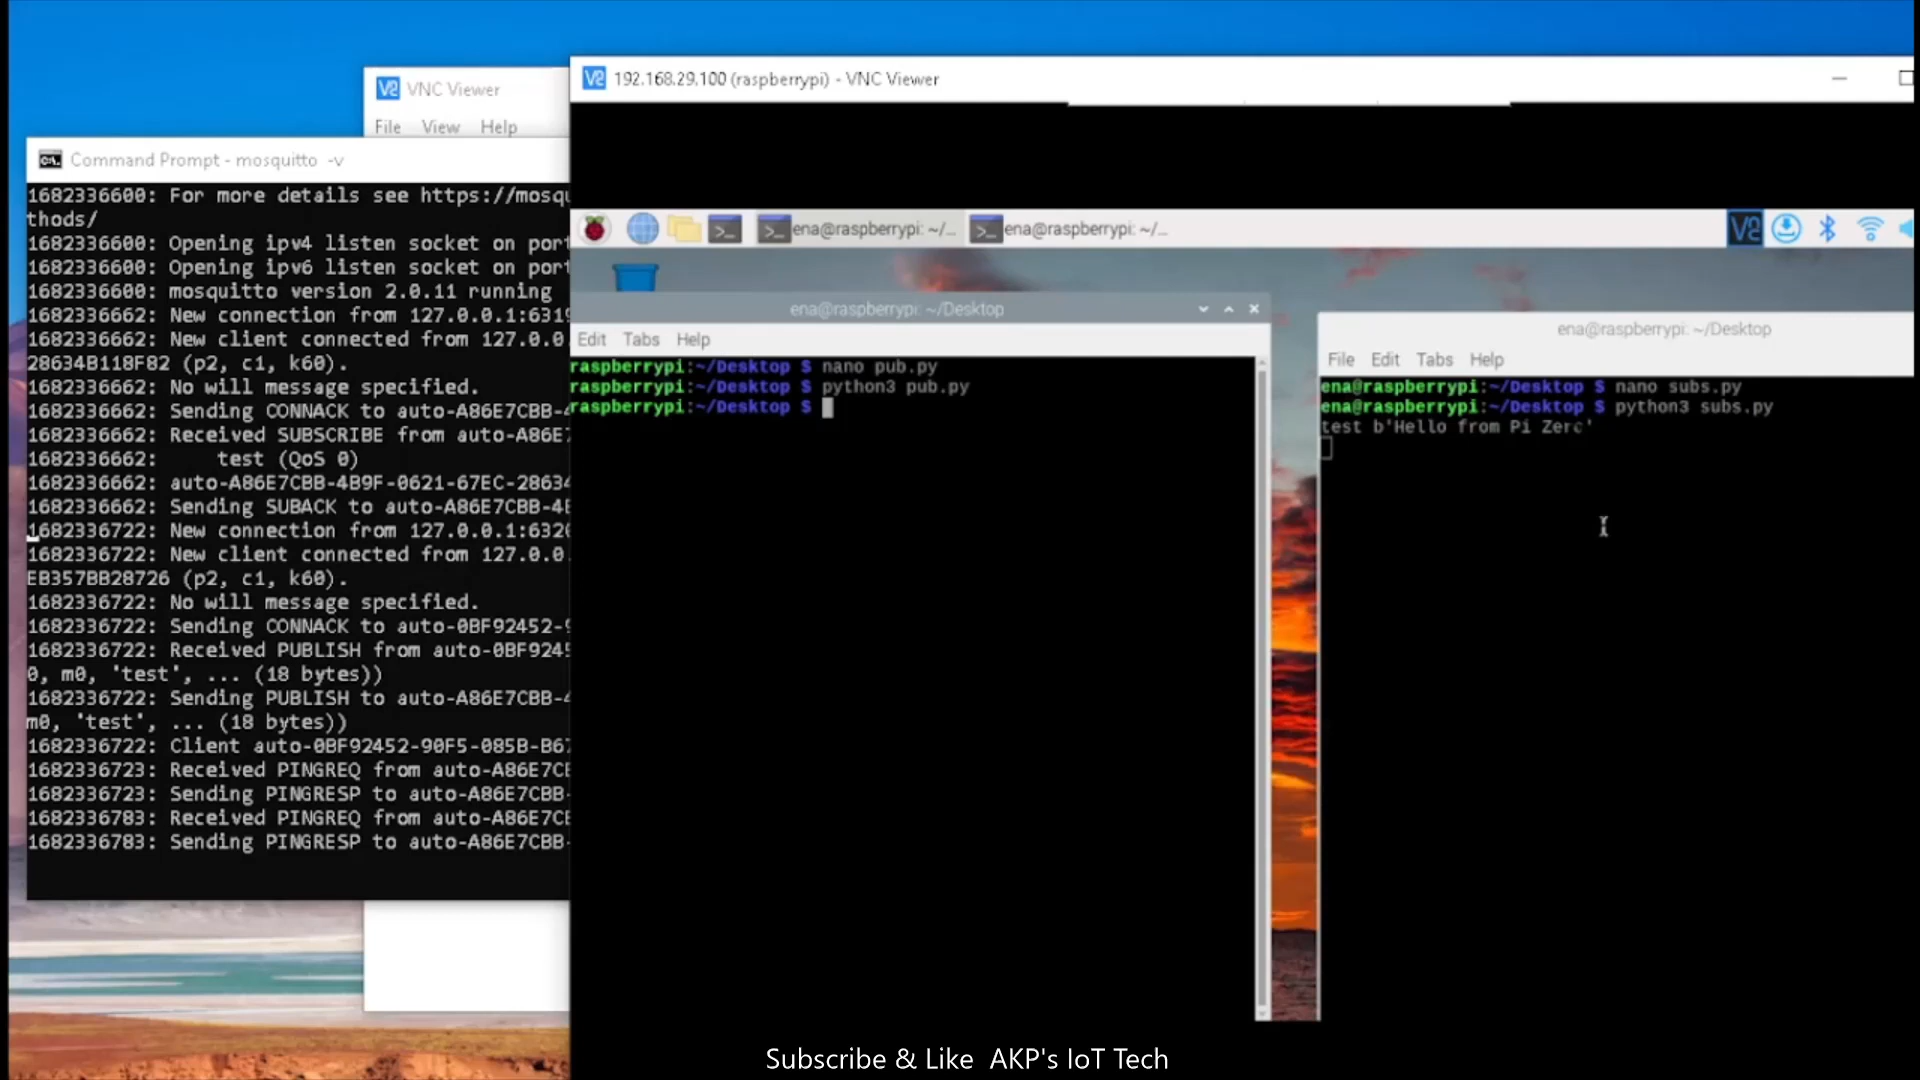 VNC Viewer
File View Help
Command Prompt - mosquitto -v
1682336600: For more details see https://mosqu
thods/
1682336600: Opening ipv4 listen socket on port
1682336600: Opening ipv6 listen socket on port
1682336600: mosquitto version 2.0.11 running
1682336662: New connection from 127.0.0.1:6319
1682336662: New client connected from 127.0.0.
28634B118F82 (p2, c1, k60).
1682336662: No will message specified.
1682336662: Sending CONNACK to auto-A86E7CBB-4
1682336662: Received SUBSCRIBE from auto-A86E7
1682336662: test (QoS 0)
1682336662: auto-A86E7CBB-4B9F-0621-67EC-28634
1682336662: Sending SUBACK to auto-A86E7CBB-4B
1682336722: New connection from 127.0.0.1:6320
1682336722: New client connected from 127.0.0.
EB357BB28726 (p2, c1, k60).
1682336722: No will message specified.
1682336722: Sending CONNACK to auto-0BF92452-9
1682336722: Received PUBLISH from auto-0BF9245
0, m0, 'test', ... (18 bytes))
1682336722: Sending PUBLISH to auto-A86E7CBB-4
m0, 'test', ... (18 bytes))
1682336722: Client auto-0BF92452-90F5-085B-B67
1682336723: Received PINGREQ from auto-A86E7CB
1682336723: Sending PINGRESP to auto-A86E7CBB-
1682336783: Received PINGREQ from auto-A86E7CB
1682336783: Sending PINGRESP to auto-A86E7CBB-
192.168.29.100 (raspberrypi) - VNC Viewer
ena@raspberrypi: ~/... ena@raspberrypi: ~/...
ena@raspberrypi: ~/Desktop
Edit Tabs Help
raspberrypi:~/Desktop $ nano pub.py
raspberrypi:~/Desktop $ python3 pub.py
raspberrypi:~/Desktop $
ena@raspberrypi: ~/Desktop
File Edit Tabs Help
ena@raspberrypi:~/Desktop $ nano subs.py
ena@raspberrypi:~/Desktop $ python3 subs.py
test b'Hello from Pi Zero'
Subscribe & Like AKP's IoT Tech